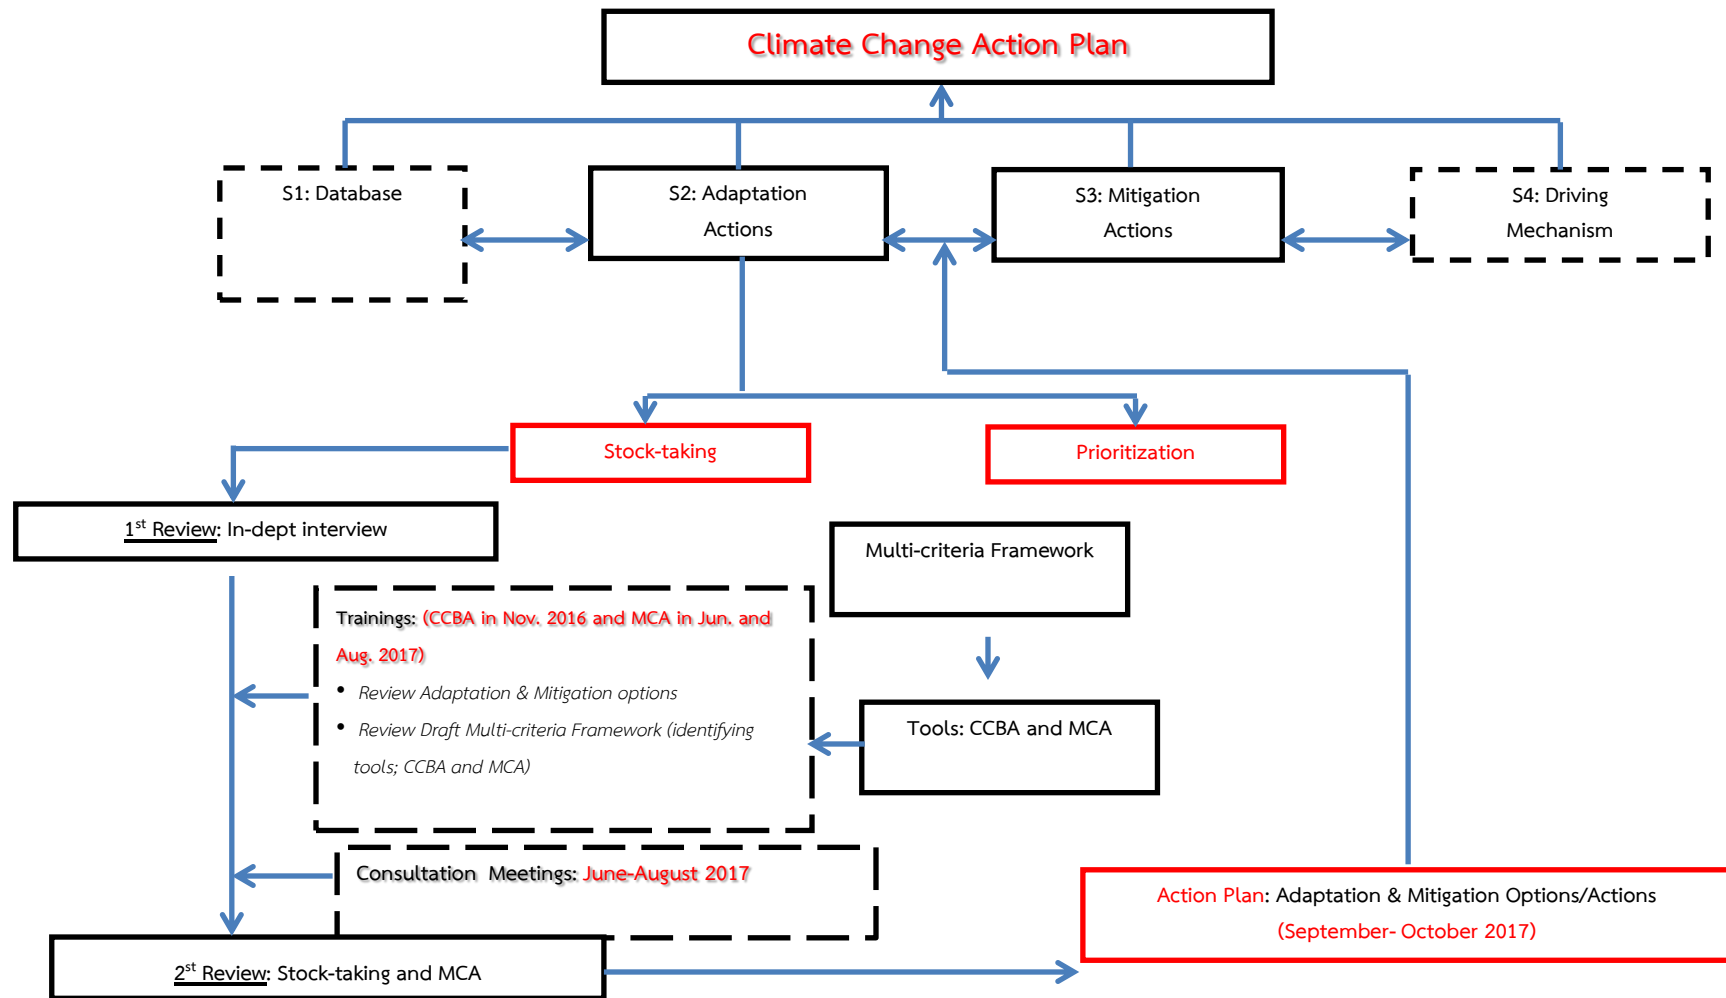 Climate Change Action Plan
S1: Database
S2: Adaptation
Actions
S3: Mitigation
Actions
S4: Driving
Mechanism
Stock-taking
Prioritization
1st Review: In-dept interview
Multi-criteria Framework
Trainings: (CCBA in Nov. 2016 and MCA in Jun. and
Aug. 2017)
• Review Adaptation & Mitigation options
• Review Draft Multi-criteria Framework (identifying
tools; CCBA and MCA)
Tools: CCBA and MCA
Consultation Meetings: June-August 2017
Action Plan: Adaptation & Mitigation Options/Actions
(September- October 2017)
2st Review: Stock-taking and MCA